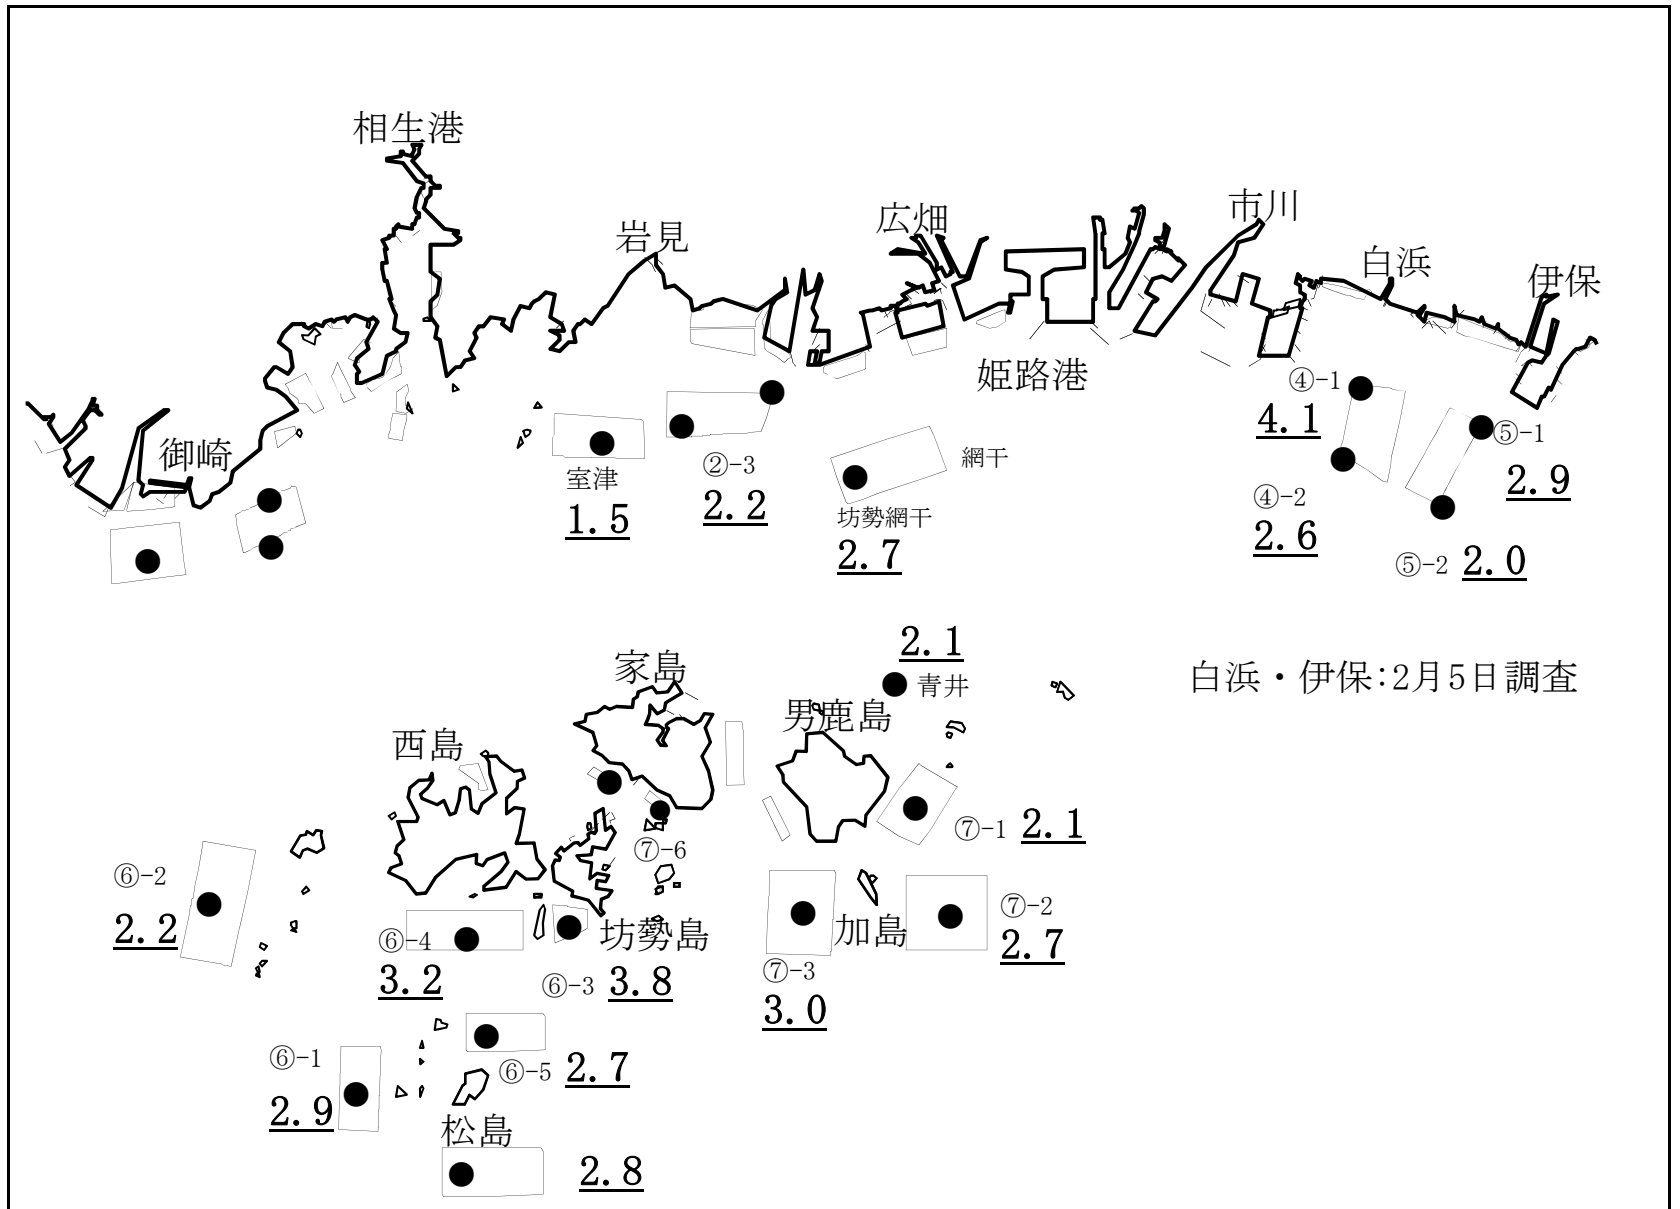 相生港
岩見
広畑
市川
白浜
伊保
御崎
姫路港
室津
1.5
②-3
2.2
網干
坊勢網干
2.7
④-1
4.1
④-2
2.6
⑤-1
2.9
⑤-2 2.0
2.1
青井
白浜・伊保:2月5日調査
家島
男鹿島
西島
⑦-1 2.1
⑦-6
⑥-2
2.2
⑥-4
3.2
坊勢島
⑥-3 3.8
加島
⑦-2
2.7
⑦-3
3.0
⑥-1
2.9
⑥-5 2.7
松島
2.8